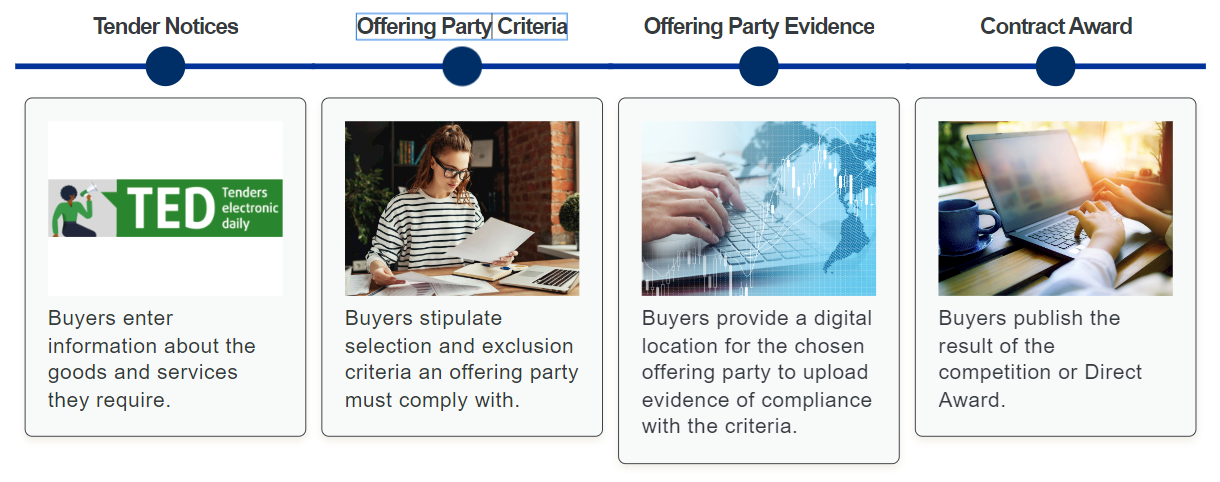 Tender Notices
Offering Party Criteria
Offering Party Evidence
Contract Award
TED Tenders
electronic
daily
Buyers enter
information about the
goods and services
they require.
Buyers stipulate
selection and exclusion
criteria an offering party
must comply with.
Buyers provide a digital
location for the chosen
offering party to upload
evidence of compliance
with the criteria.
Buyers publish the
result of the
competition or Direct
Award.